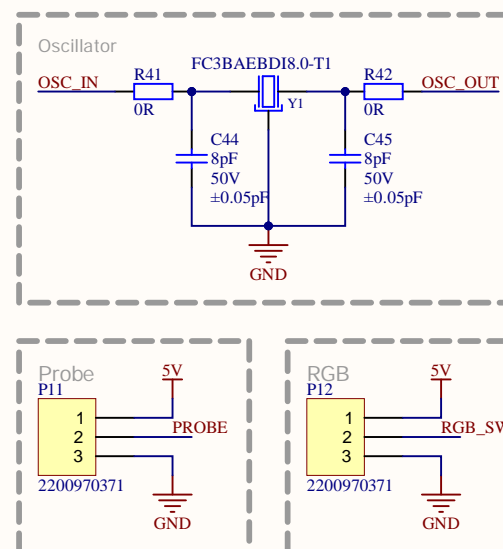 Oscillator
FC3BAEBDI8.0-T1
OSC_IN
R41
0R
Y1
R42
0R
OSC_OUT
C44
8pF
50V
±0.05pF
C45
8pF
50V
±0.05pF
GND
Probe
P11
1
2
3
2200970371
5V
PROBE
GND
RGB
P12
1
2
3
2200970371
5V
RGB_SW
GND